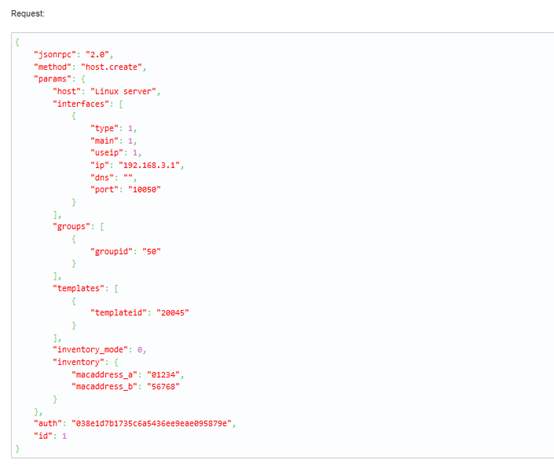 Request:
{
"jsonrpc": "2.0",
"method": "host.create",
"params": {
"host": "Linux server",
"interfaces": [
{
"type": 1,
"main": 1,
"useip": 1,
"ip": "192.168.3.1",
"dns": "",
"port": "10050"
}
],
"groups": [
{
"groupid": "50"
}
],
"templates": [
{
"templateid": "20045"
}
],
"inventory_mode": 0,
"inventory": {
"macaddress_a": "01234",
"macaddress_b": "56768"
}
},
"auth": "038e1d7b1735c6a5436ee9eae095879e",
"id": 1
}